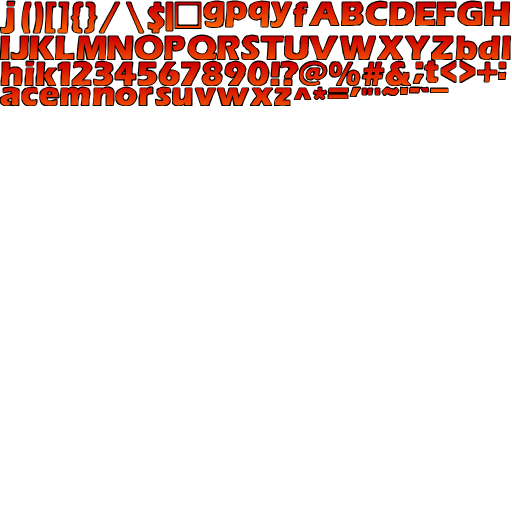 j()[]{}/\$|□gpqyfABCDEFGH
IJKLMNOPQRSTUVWXYZbdl
hik1234567890!?@%#&;t<>+:
acemnorsuvwxz^*='"~